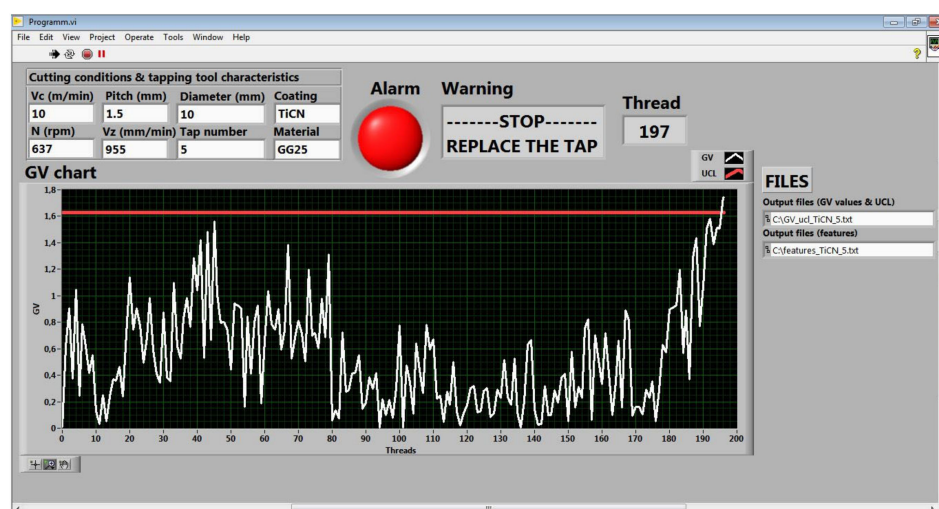 Programm.vi
File Edit View Project Operate Tools Window Help
Cutting conditions & tapping tool characteristics
Vc (m/min) Pitch (mm) Diameter (mm) Coating
10 1.5 10 TiCN
N (rpm) Vz (mm/min) Tap number Material
637 955 5 GG25
Alarm
Warning
-------STOP-------
REPLACE THE TAP
Thread
197
GV chart
GV
UCL
1,8
1,6
1,4
1,2
1
0,8
0,6
0,4
0,2
0
GV
0 10 20 30 40 50 60 70 80 90 100 110 120 130 140 150 160 170 180 190 200
Threads
FILES
Output files (GV values & UCL)
C:\GV_ucl_TiCN_5.txt
Output files (features)
C:\features_TiCN_5.txt